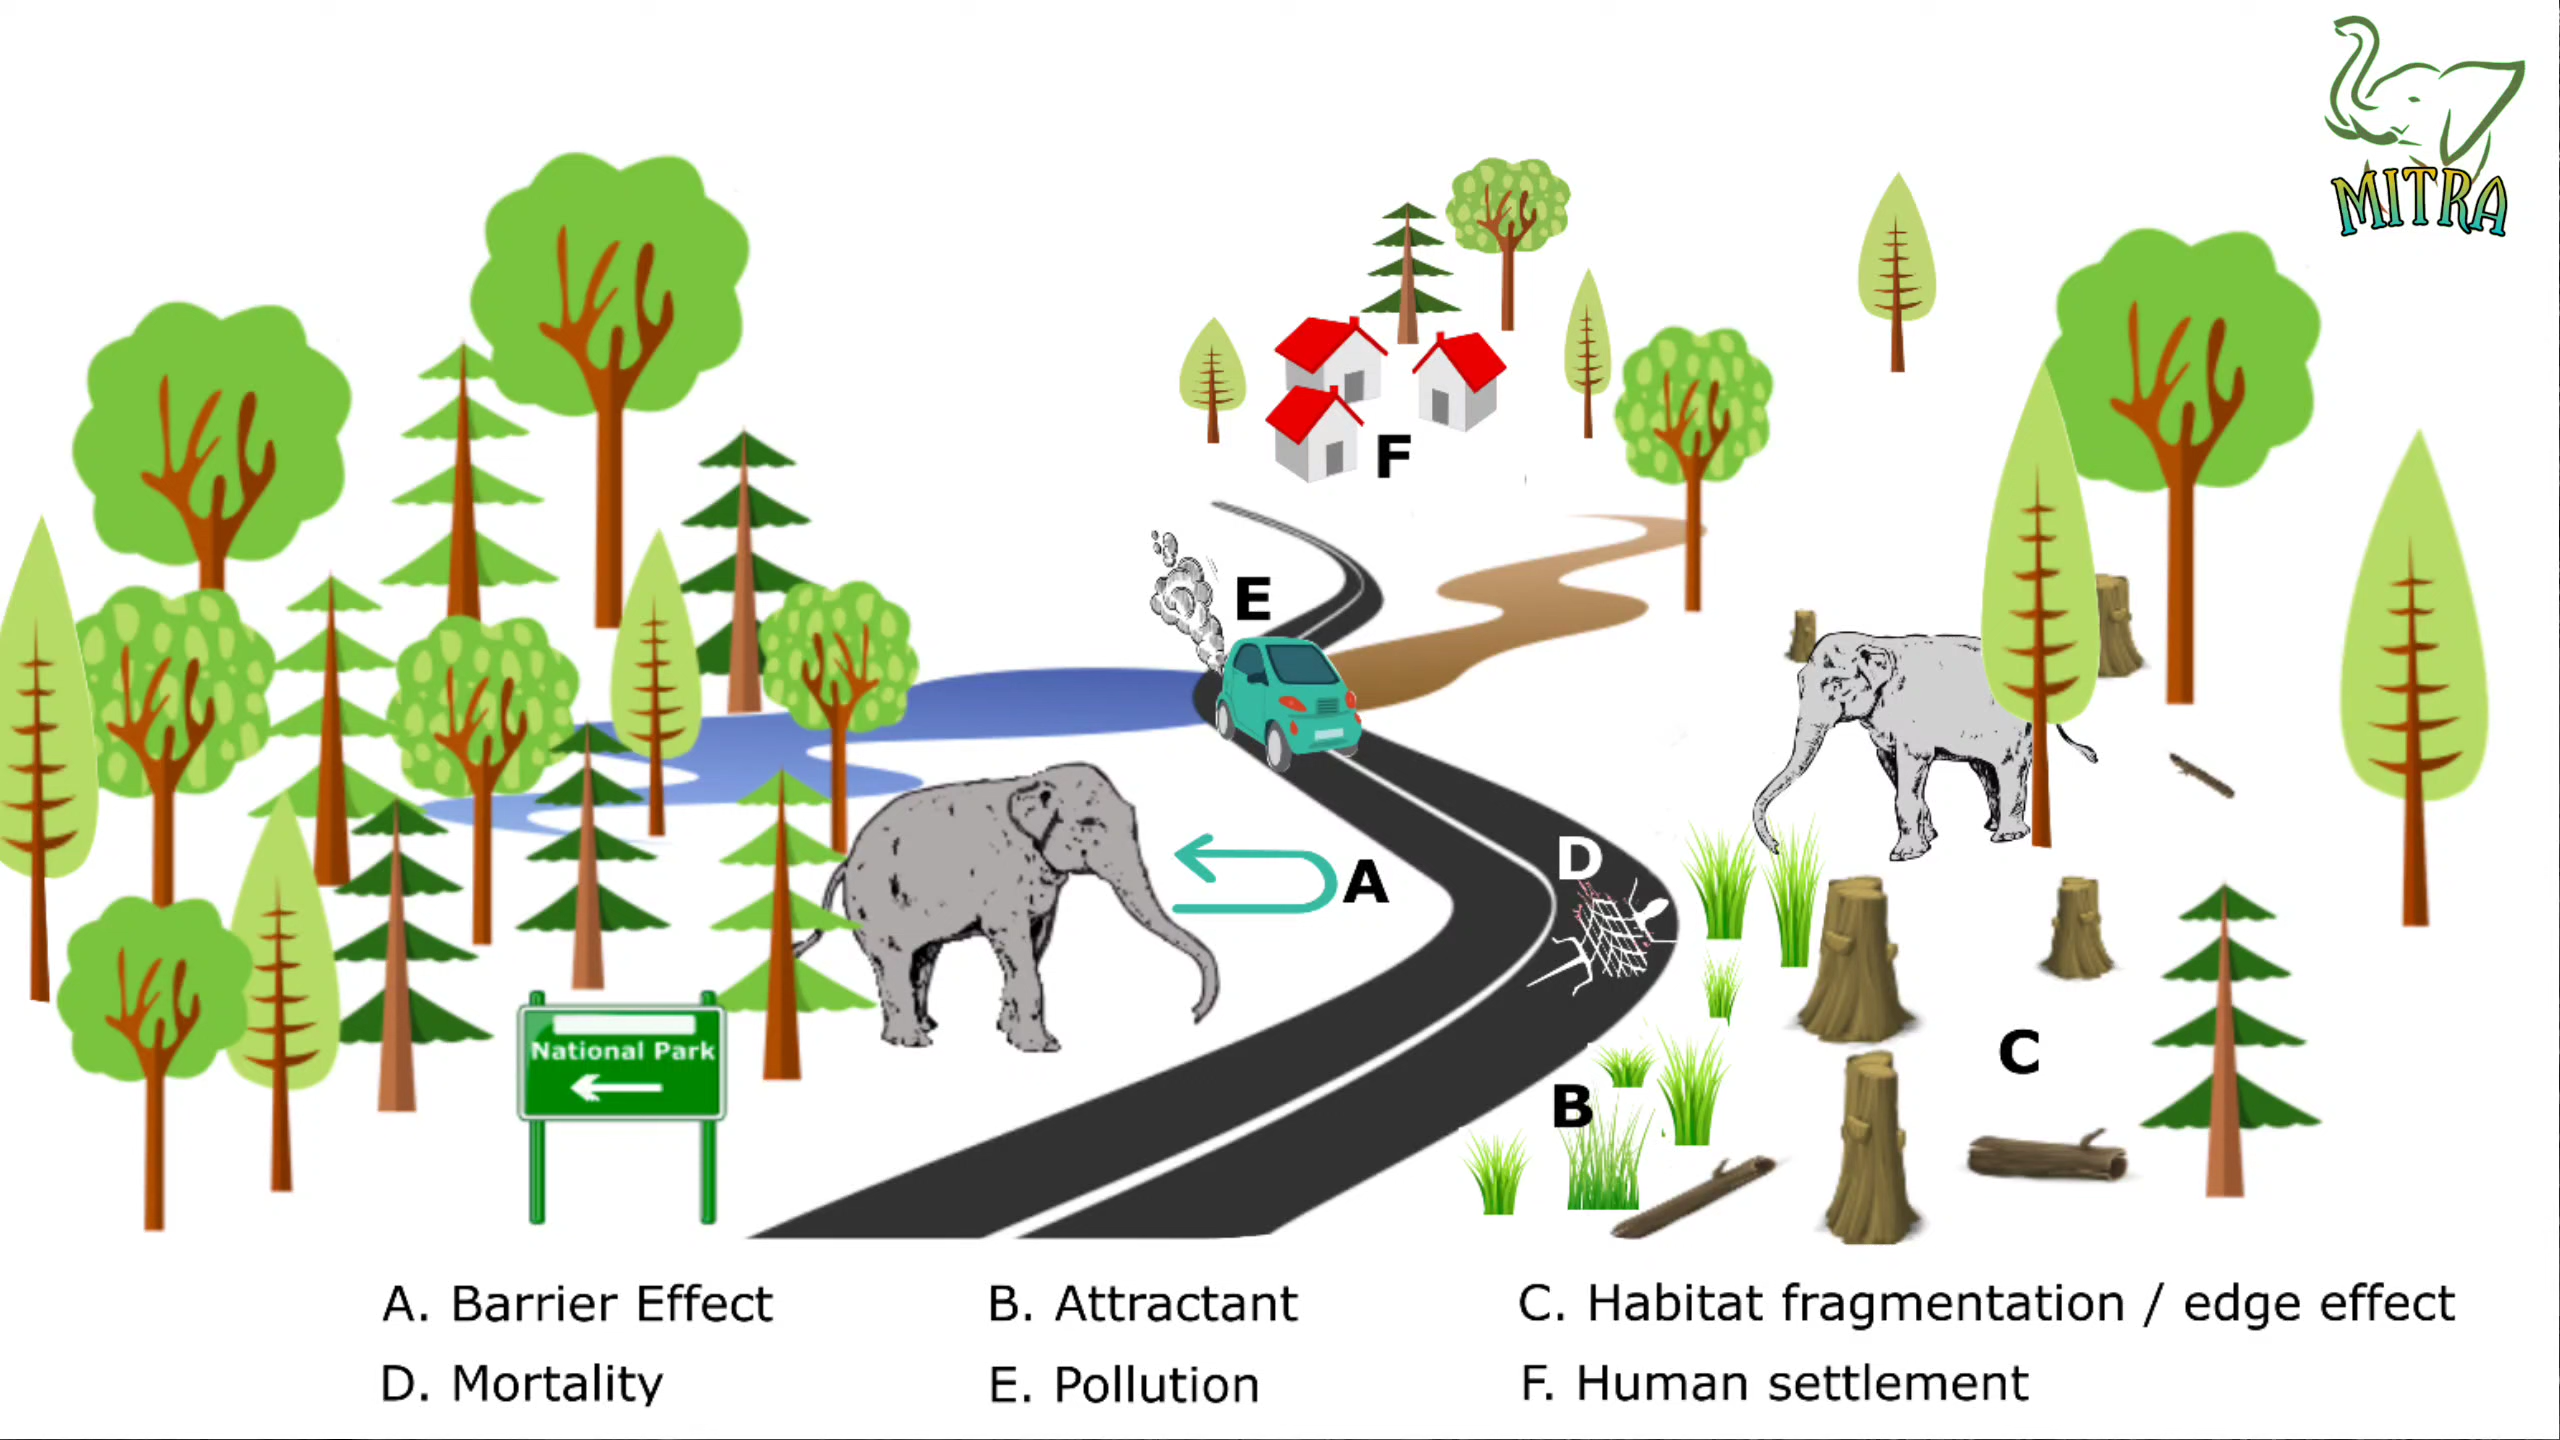 MITRA
F
E
D
A
National Park
C
B
A. Barrier Effect
B. Attractant
C. Habitat fragmentation / edge effect
D. Mortality
E. Pollution
F. Human settlement